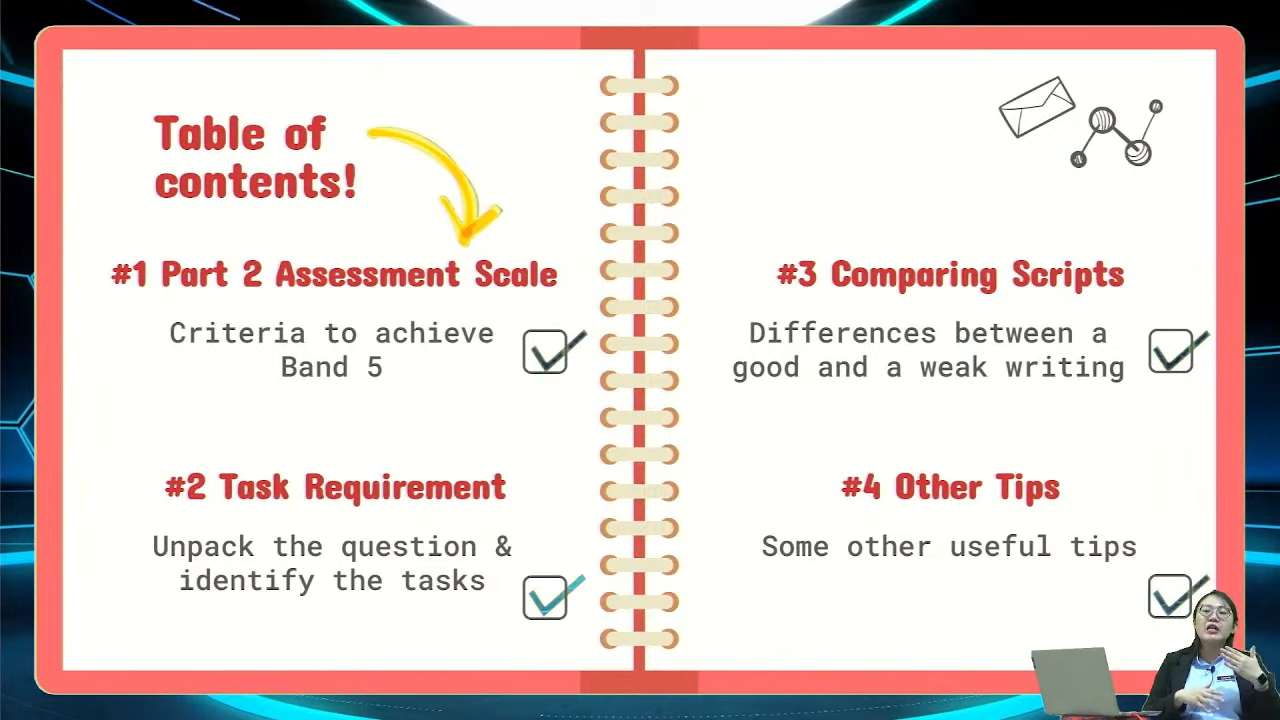 Table of
contents!
#1 Part 2 Assessment Scale
Criteria to achieve
Band 5
#2 Task Requirement
Unpack the question &
identify the tasks
#3 Comparing Scripts
Differences between a
good and a weak writing
#4 Other Tips
Some other useful tips